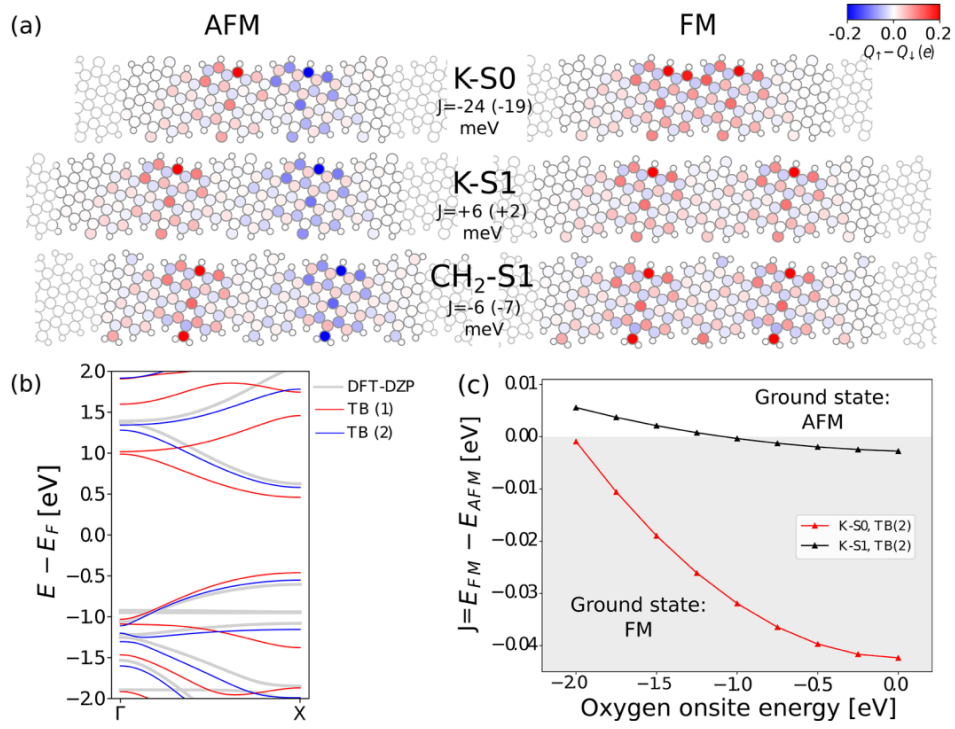 (a)
AFM
FM
-0.2 0.0 0.2
Q↑−Q↓(e)
K-S0
J=-24 (-19)
meV
K-S1
J=+6 (+2)
meV
CH₂-S1
J=-6 (-7)
meV
(b)
2.0
1.5
1.0
0.5
0.0
−0.5
−1.0
−1.5
−2.0
E − E_F [eV]
Γ X
DFT-DZP
TB (1)
TB (2)
(c)
0.01
0.00
−0.01
−0.02
−0.03
−0.04
J=E_FM − E_AFM [eV]
Ground state:
AFM
K-S0, TB(2)
K-S1, TB(2)
Ground state:
FM
−2.0 −1.5 −1.0 −0.5 0.0
Oxygen onsite energy [eV]